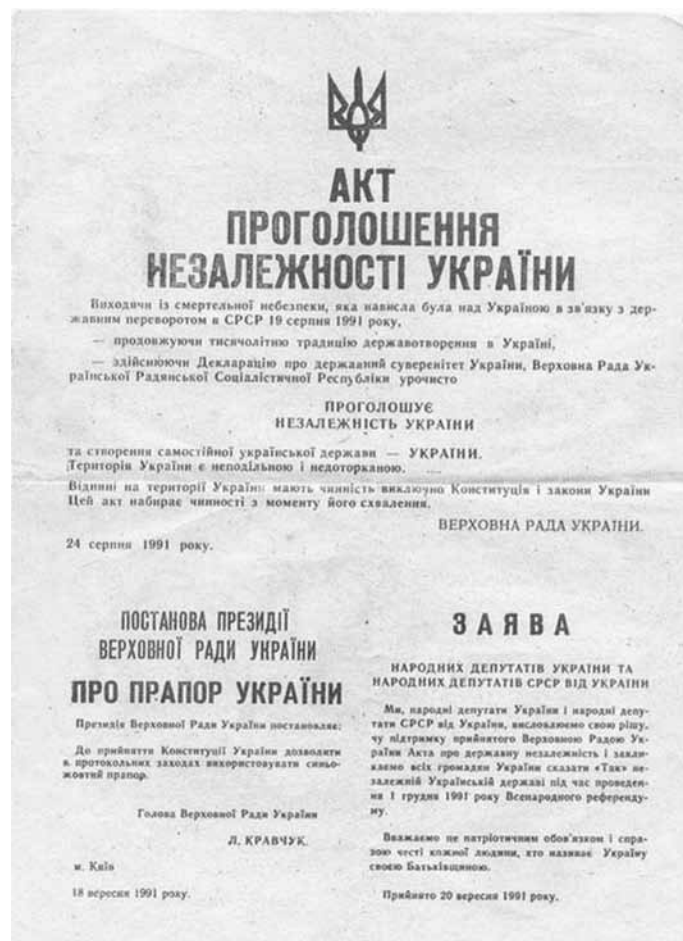 АКТ
ПРОГОЛОШЕННЯ
НЕЗАЛЕЖНОСТІ УКРАЇНИ
Виходячи із смертельної небезпеки, яка нависла була над Україною в зв'язку з дер-
жавним переворотом в СРСР 19 серпня 1991 року,
— продовжуючи тисячолітню традицію державотворення в Україні,
— здійснюючи Декларацію про державний суверенітет України, Верховна Рада Ук-
раїнської Радянської Соціалістичної Республіки урочисто
ПРОГОЛОШУЄ
НЕЗАЛЕЖНІСТЬ УКРАЇНИ
та створення самостійної української держави — УКРАЇНИ.
Територія України є неподільною і недоторканою.
Віднині на території України мають чинність виключно Конституція і закони України
Цей акт набирає чинності з моменту його схвалення.
ВЕРХОВНА РАДА УКРАЇНИ.
24 серпня 1991 року.
ПОСТАНОВА ПРЕЗИДІЇ
ВЕРХОВНОЇ РАДИ УКРАЇНИ
ПРО ПРАПОР УКРАЇНИ
Президія Верховної Ради України постановляє:
До прийняття Конституції України дозволити
в протокольних заходах використовувати синьо-
жовтий прапор.
Голова Верховної Ради України
Л. КРАВЧУК.
м. Київ
18 вересня 1991 року.
ЗАЯВА
НАРОДНИХ ДЕПУТАТІВ УКРАЇНИ ТА
НАРОДНИХ ДЕПУТАТІВ СРСР ВІД УКРАЇНИ
Ми, народні депутати України і народні депу-
тати СРСР від України, висловлюємо свою рішу-
чу підтримку прийнятого Верховною Радою Ук-
раїни Акта про державну незалежність і закли-
каємо всіх громадян України сказати «Так» не-
залежній Українській державі під час проведен-
ня 1 грудня 1991 року Всенародного референду-
му.
Вважаємо це патріотичним обов'язком і спра-
вою честі кожної людини, хто називає Україну
своєю Батьківщиною.
Прийнято 20 вересня 1991 року.